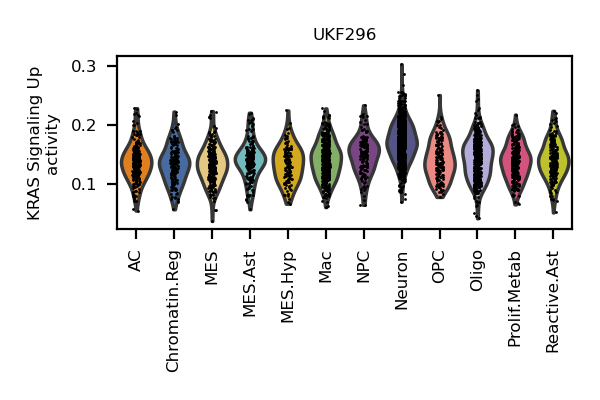 UKF296
KRAS Signaling Up
activity
0.3
0.2
0.1
AC
Chromatin.Reg
MES
MES.Ast
MES.Hyp
Mac
NPC
Neuron
OPC
Oligo
Prolif.Metab
Reactive.Ast